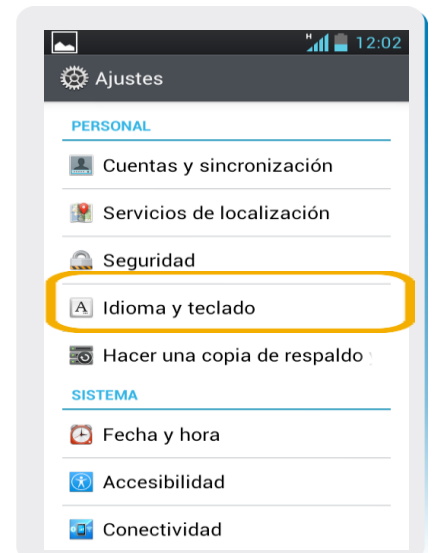 H 12:02
Ajustes
PERSONAL
Cuentas y sincronización
Servicios de localización
Seguridad
A Idioma y teclado
Hacer una copia de respaldo
SISTEMA
Fecha y hora
Accesibilidad
Conectividad